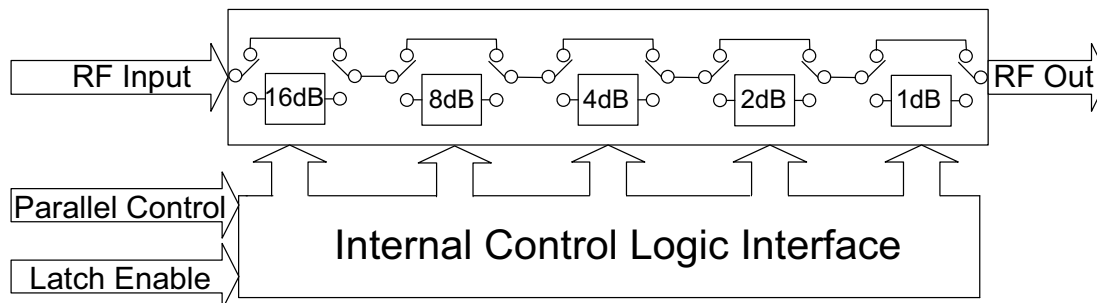 RF Input
16dB
8dB
4dB
2dB
1dB
RF Out
Parallel Control
Latch Enable
Internal Control Logic Interface